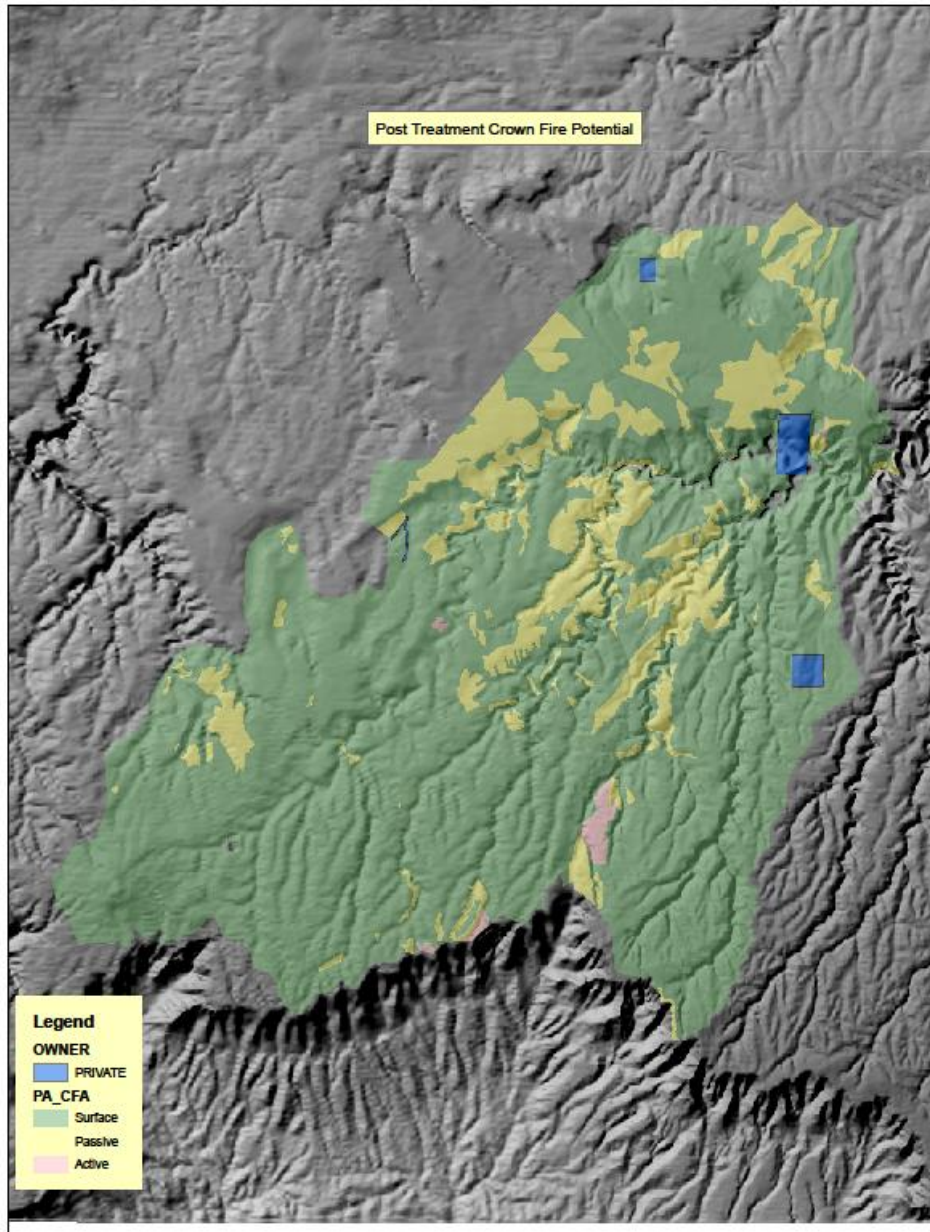 Post Treatment Crown Fire Potential
Legend
OWNER
PRIVATE
PA_CFA
Surface
Passive
Active